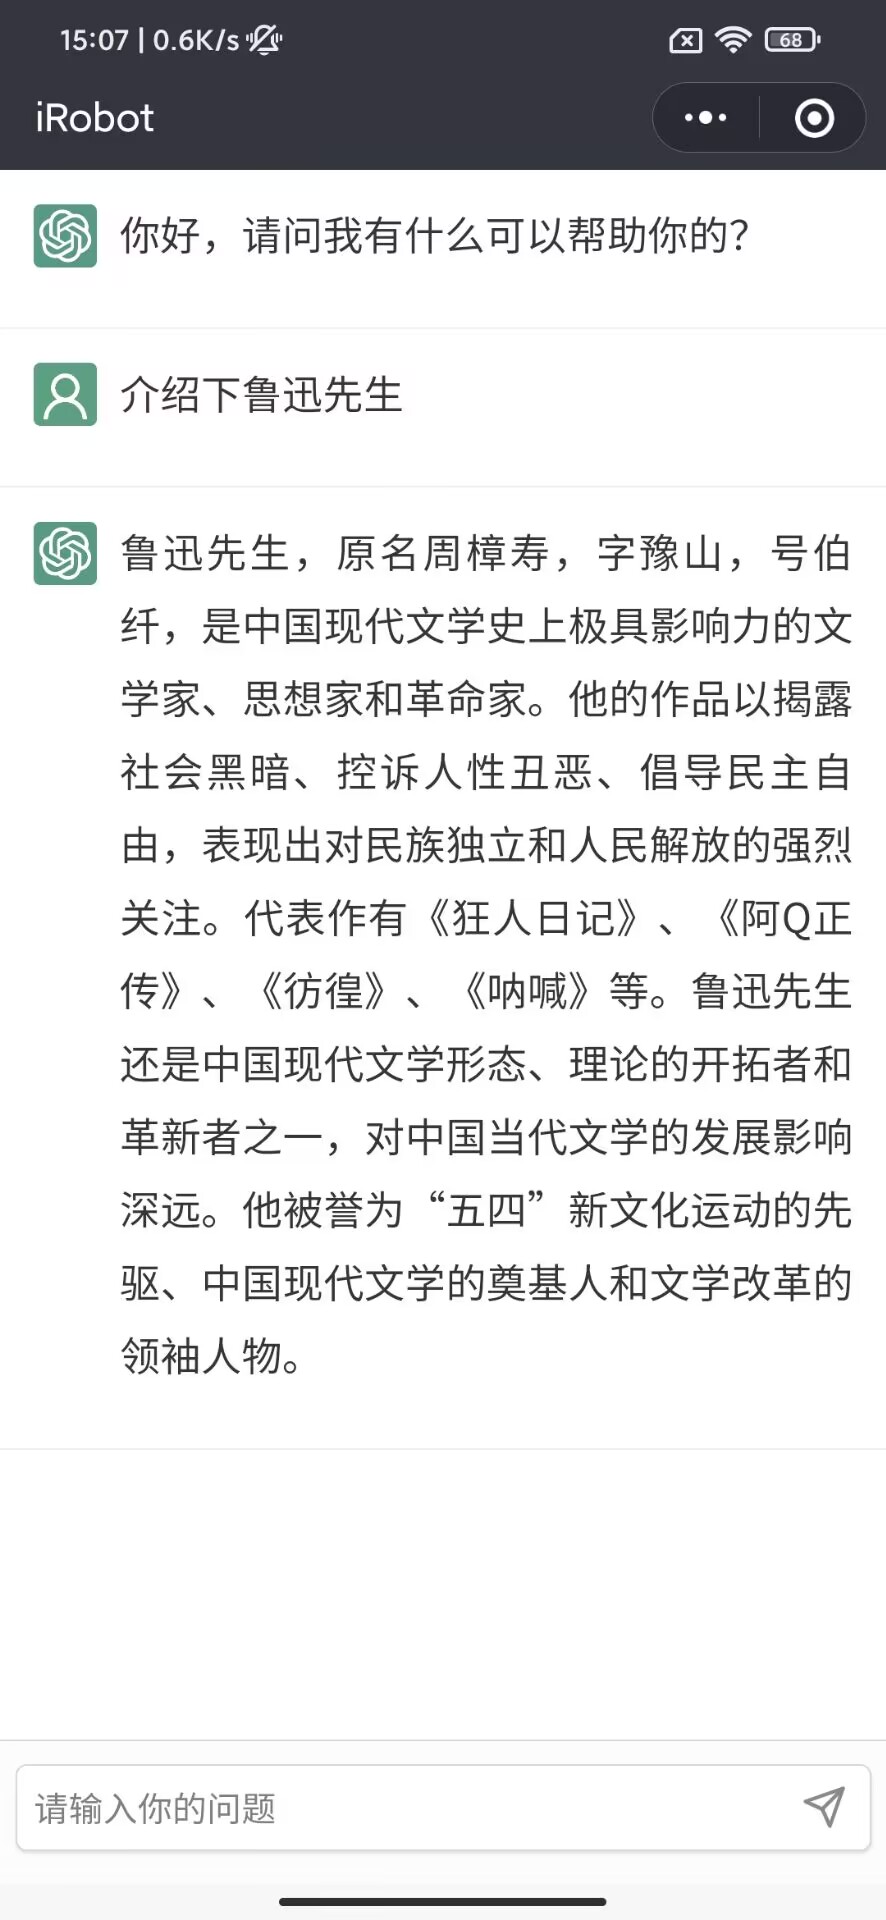 15:07 | 0.6K/s
68
iRobot
你好，请问我有什么可以帮助你的？
介绍下鲁迅先生
鲁迅先生，原名周樟寿，字豫山，号伯
纤，是中国现代文学史上极具影响力的文
学家、思想家和革命家。他的作品以揭露
社会黑暗、控诉人性丑恶、倡导民主自
由，表现出对民族独立和人民解放的强烈
关注。代表作有《狂人日记》、《阿Q正
传》、《彷徨》、《呐喊》等。鲁迅先生
还是中国现代文学形态、理论的开拓者和
革新者之一，对中国当代文学的发展影响
深远。他被誉为“五四”新文化运动的先
驱、中国现代文学的奠基人和文学改革的
领袖人物。
请输入你的问题